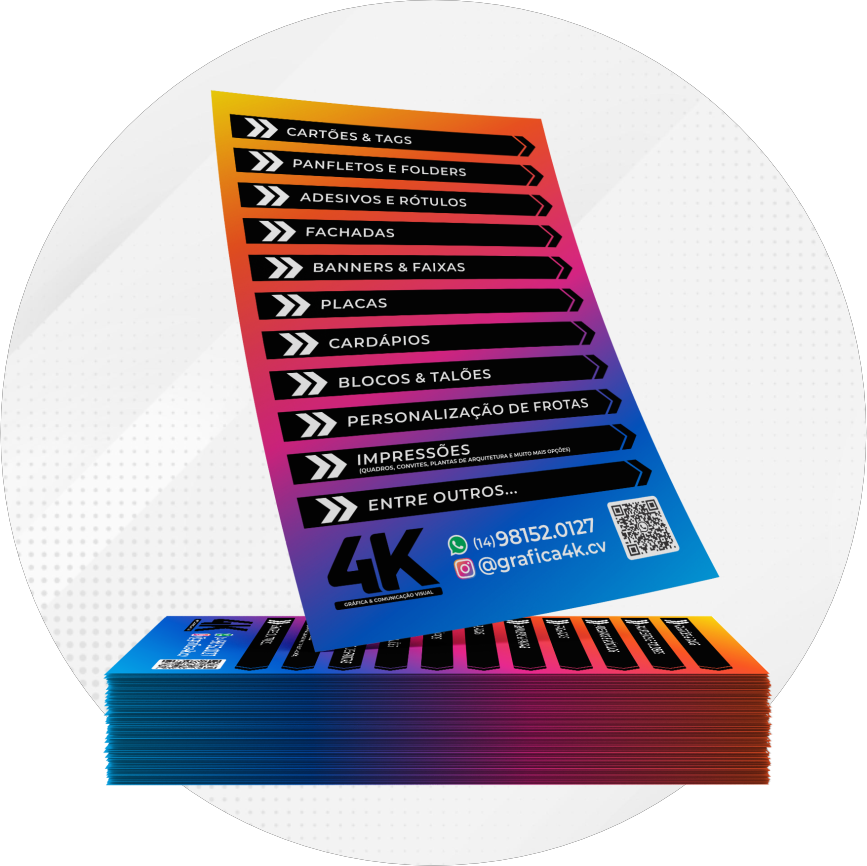 CARTÕES & TAGS
PANFLETOS E FOLDERS
ADESIVOS E RÓTULOS
FACHADAS
BANNERS & FAIXAS
PLACAS
CARDÁPIOS
BLOCOS & TALÕES
PERSONALIZAÇÃO DE FROTAS
IMPRESSÕES
(QUADROS, CONVITES, PLANTAS DE ARQUITETURA E MUITO MAIS OPÇÕES)
ENTRE OUTROS...
4K
GRÁFICA & COMUNICAÇÃO VISUAL
(14) 98152.0127
@grafica4k.cv